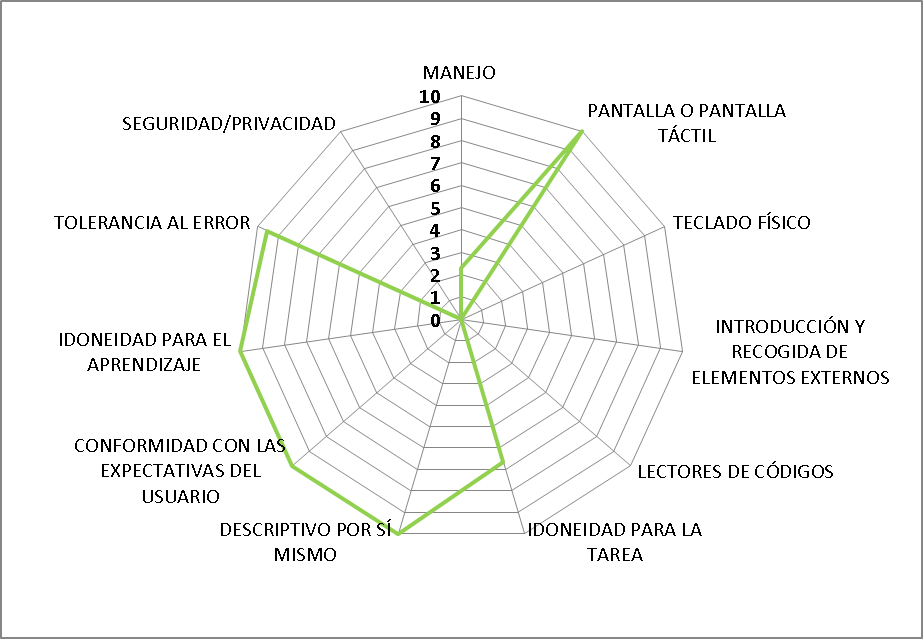 MANEJO
10
9
8
7
6
5
4
3
2
1
0
PANTALLA O PANTALLA
TÁCTIL
TECLADO FÍSICO
INTRODUCCIÓN Y
RECOGIDA DE
ELEMENTOS EXTERNOS
LECTORES DE CÓDIGOS
IDONEIDAD PARA LA
TAREA
DESCRIPTIVO POR SÍ
MISMO
CONFORMIDAD CON LAS
EXPECTATIVAS DEL
USUARIO
IDONEIDAD PARA EL
APRENDIZAJE
TOLERANCIA AL ERROR
SEGURIDAD/PRIVACIDAD